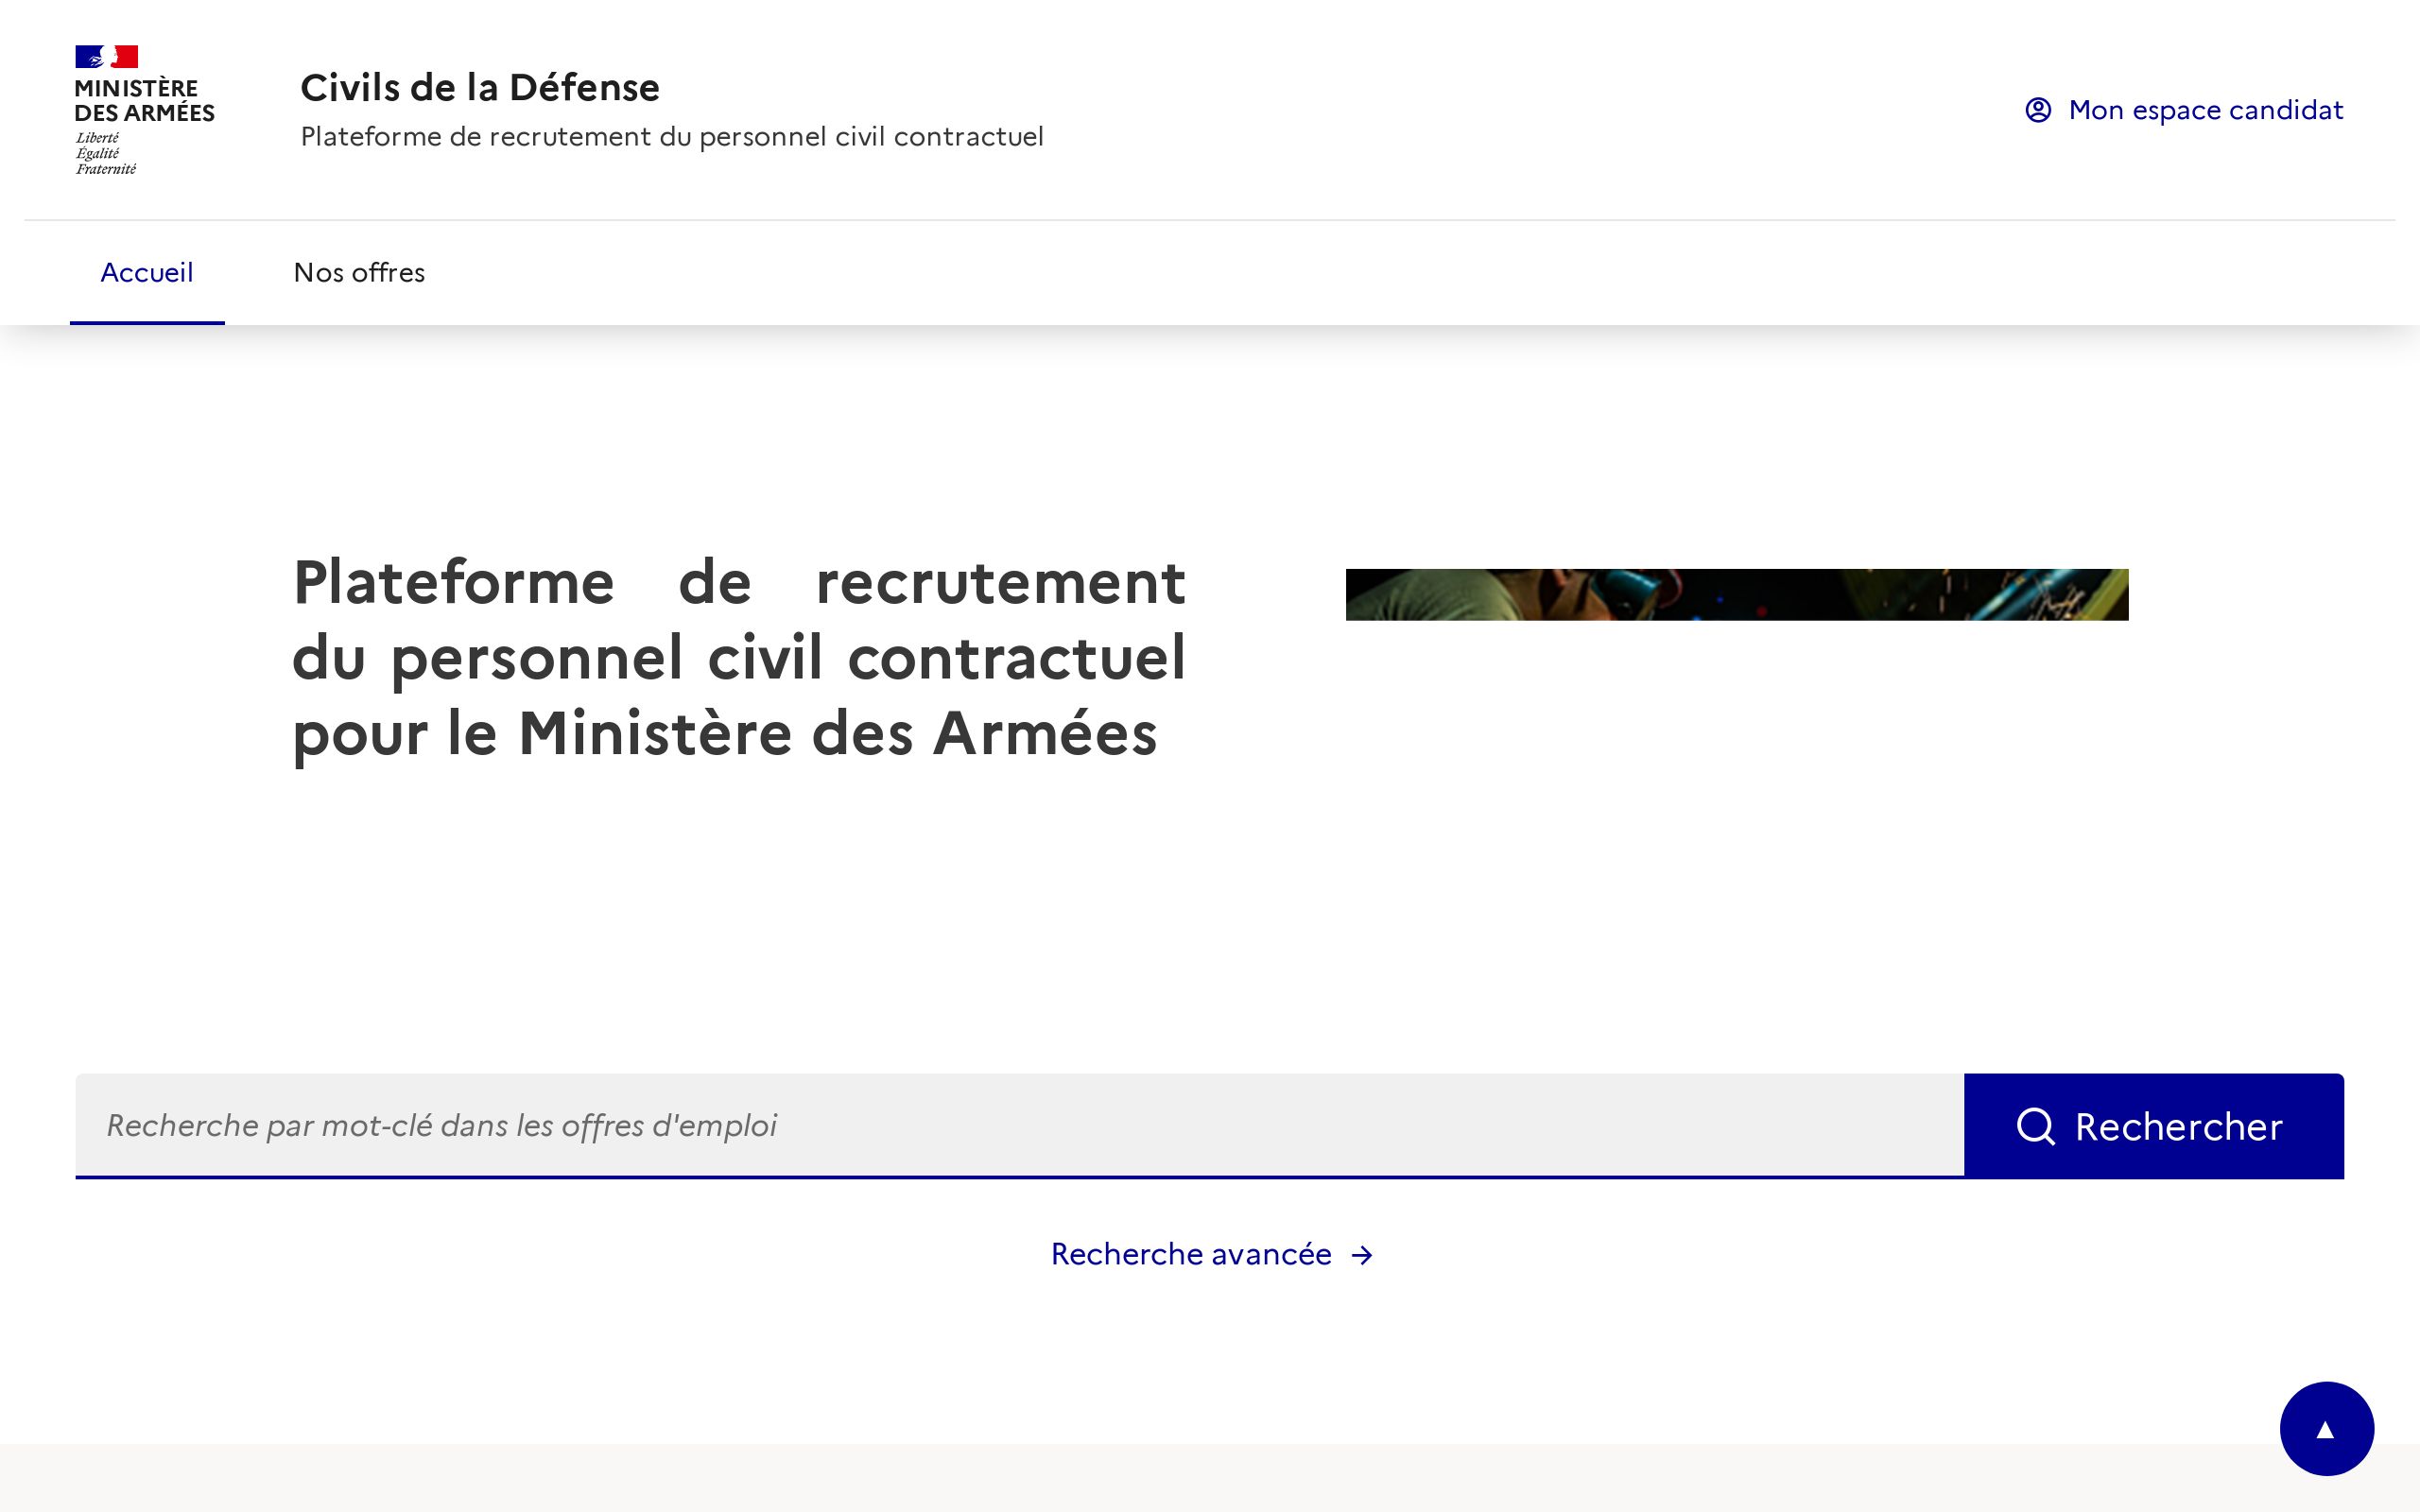 MINISTÈRE
DES ARMÉES
Liberté
Égalité
Fraternité
Civils de la Défense
Plateforme de recrutement du personnel civil contractuel
Mon espace candidat
Accueil
Nos offres
Plateforme de recrutement
du personnel civil contractuel
pour le Ministère des Armées
Recherche par mot-clé dans les offres d'emploi
Rechercher
Recherche avancée →
▲